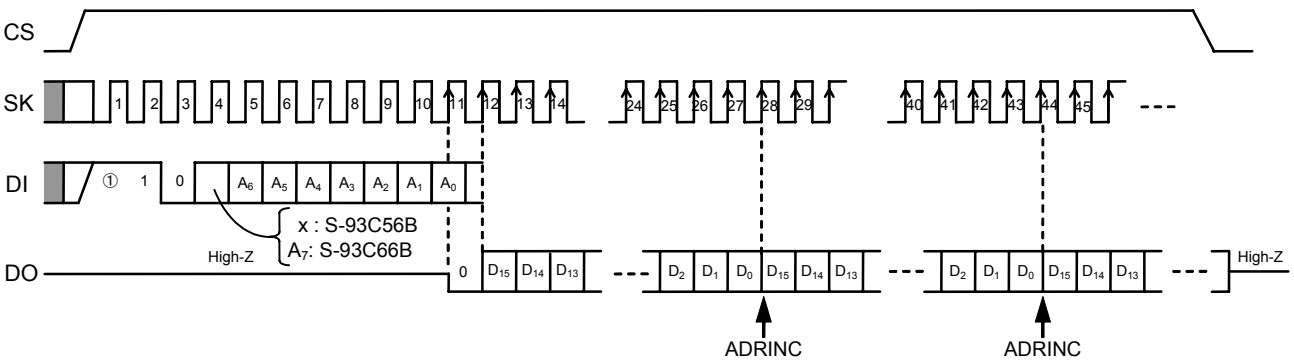 CS
SK 1 2 3 4 5 6 7 8 9 10 11 12 13 14 24 25 26 27 28 29 40 41 42 43 44 45
DI ① 1 0 A₆ A₅ A₄ A₃ A₂ A₁ A₀
x : S-93C56B
A₇: S-93C66B
High-Z
High-Z
DO 0 D₁₅ D₁₄ D₁₃ D₂ D₁ D₀ D₁₅ D₁₄ D₁₃ D₂ D₁ D₀ D₁₅ D₁₄ D₁₃
ADRINC ADRINC